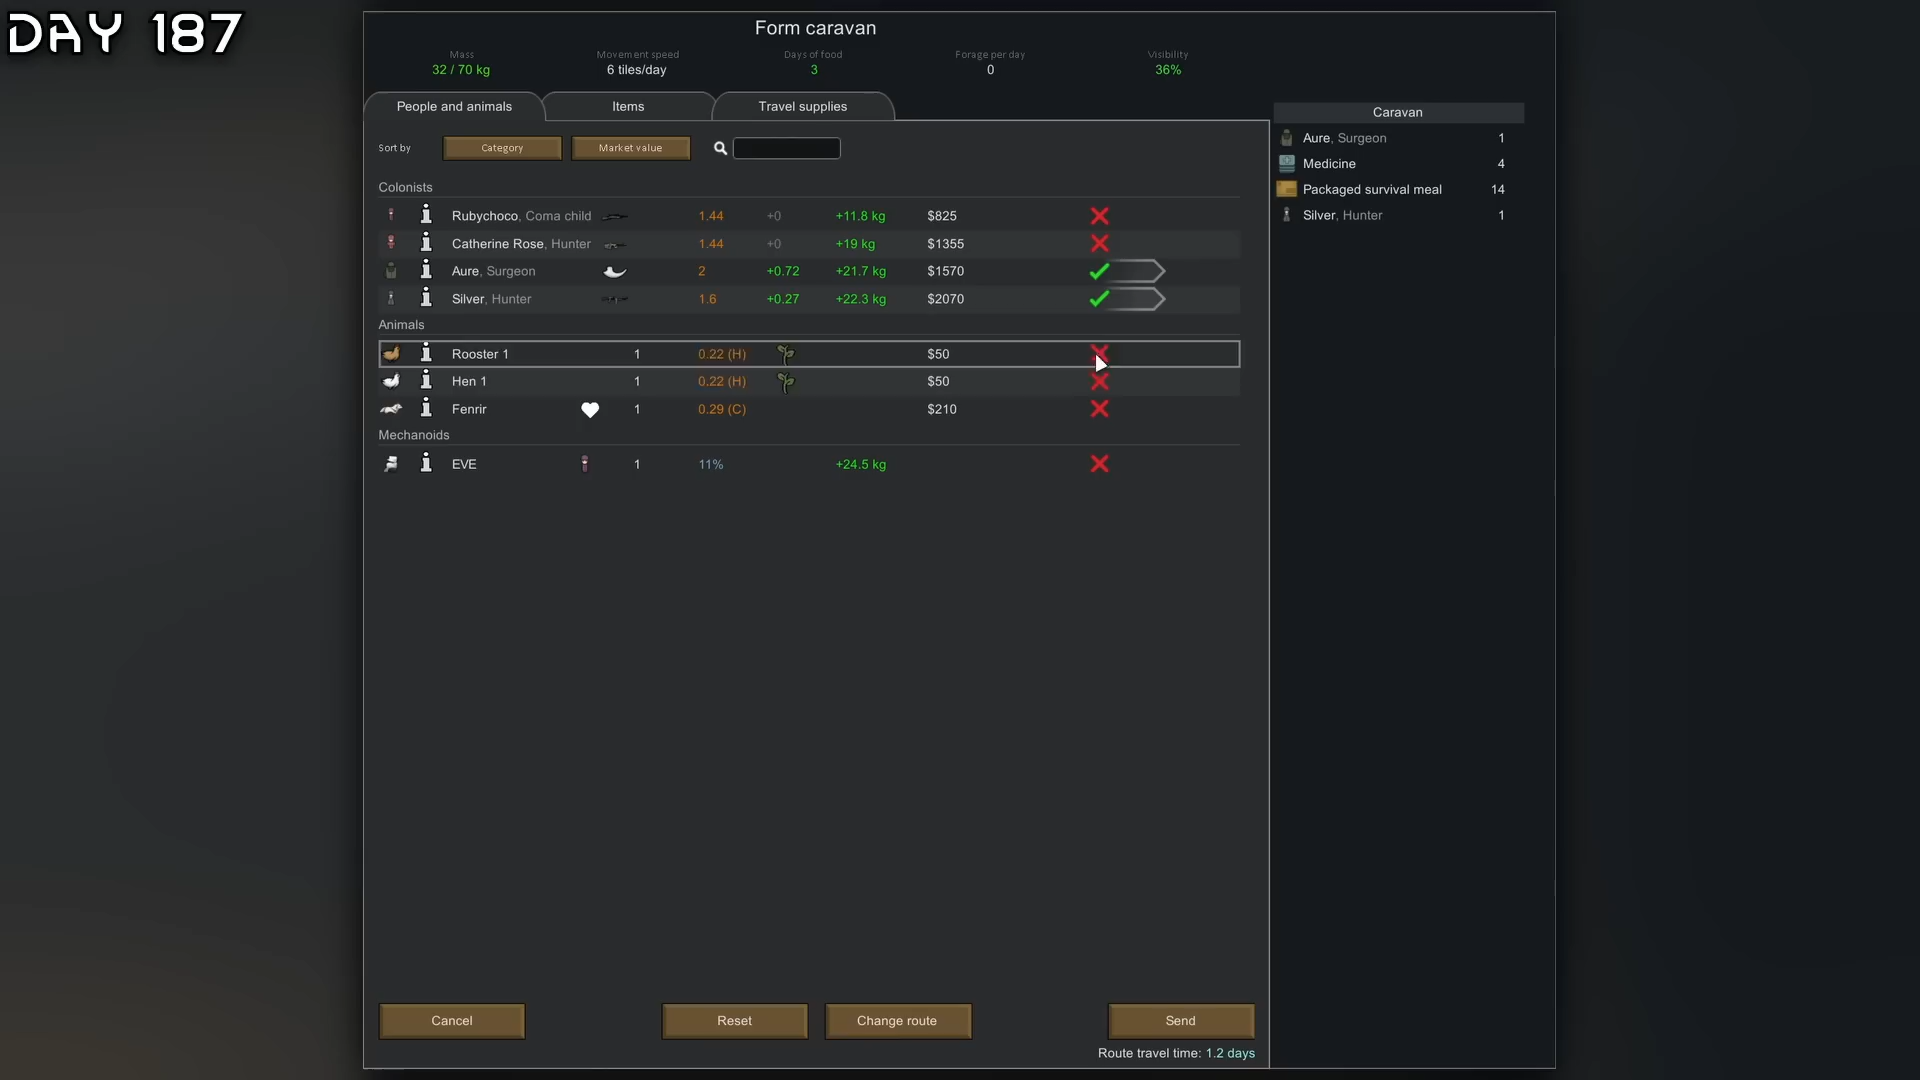 DAY 187
Form caravan
Mass Movement speed Days of food Forage per day Visibility
32 / 70 kg 6 tiles/day 3 0 36%
People and animals Items Travel supplies
Caravan
Sort by Category Market value
Aure, Surgeon 1
Medicine 4
Packaged survival meal 14
Silver, Hunter 1
Colonists
Rubychoco, Coma child 1.44 +0 +11.8 kg $825
Catherine Rose, Hunter 1.44 +0 +19 kg $1355
Aure, Surgeon 2 +0.72 +21.7 kg $1570
Silver, Hunter 1.6 +0.27 +22.3 kg $2070
Animals
Rooster 1 1 0.22 (H) $50
Hen 1 1 0.22 (H) $50
Fenrir 1 0.29 (C) $210
Mechanoids
EVE 1 11% +24.5 kg
Cancel Reset Change route Send
Route travel time: 1.2 days